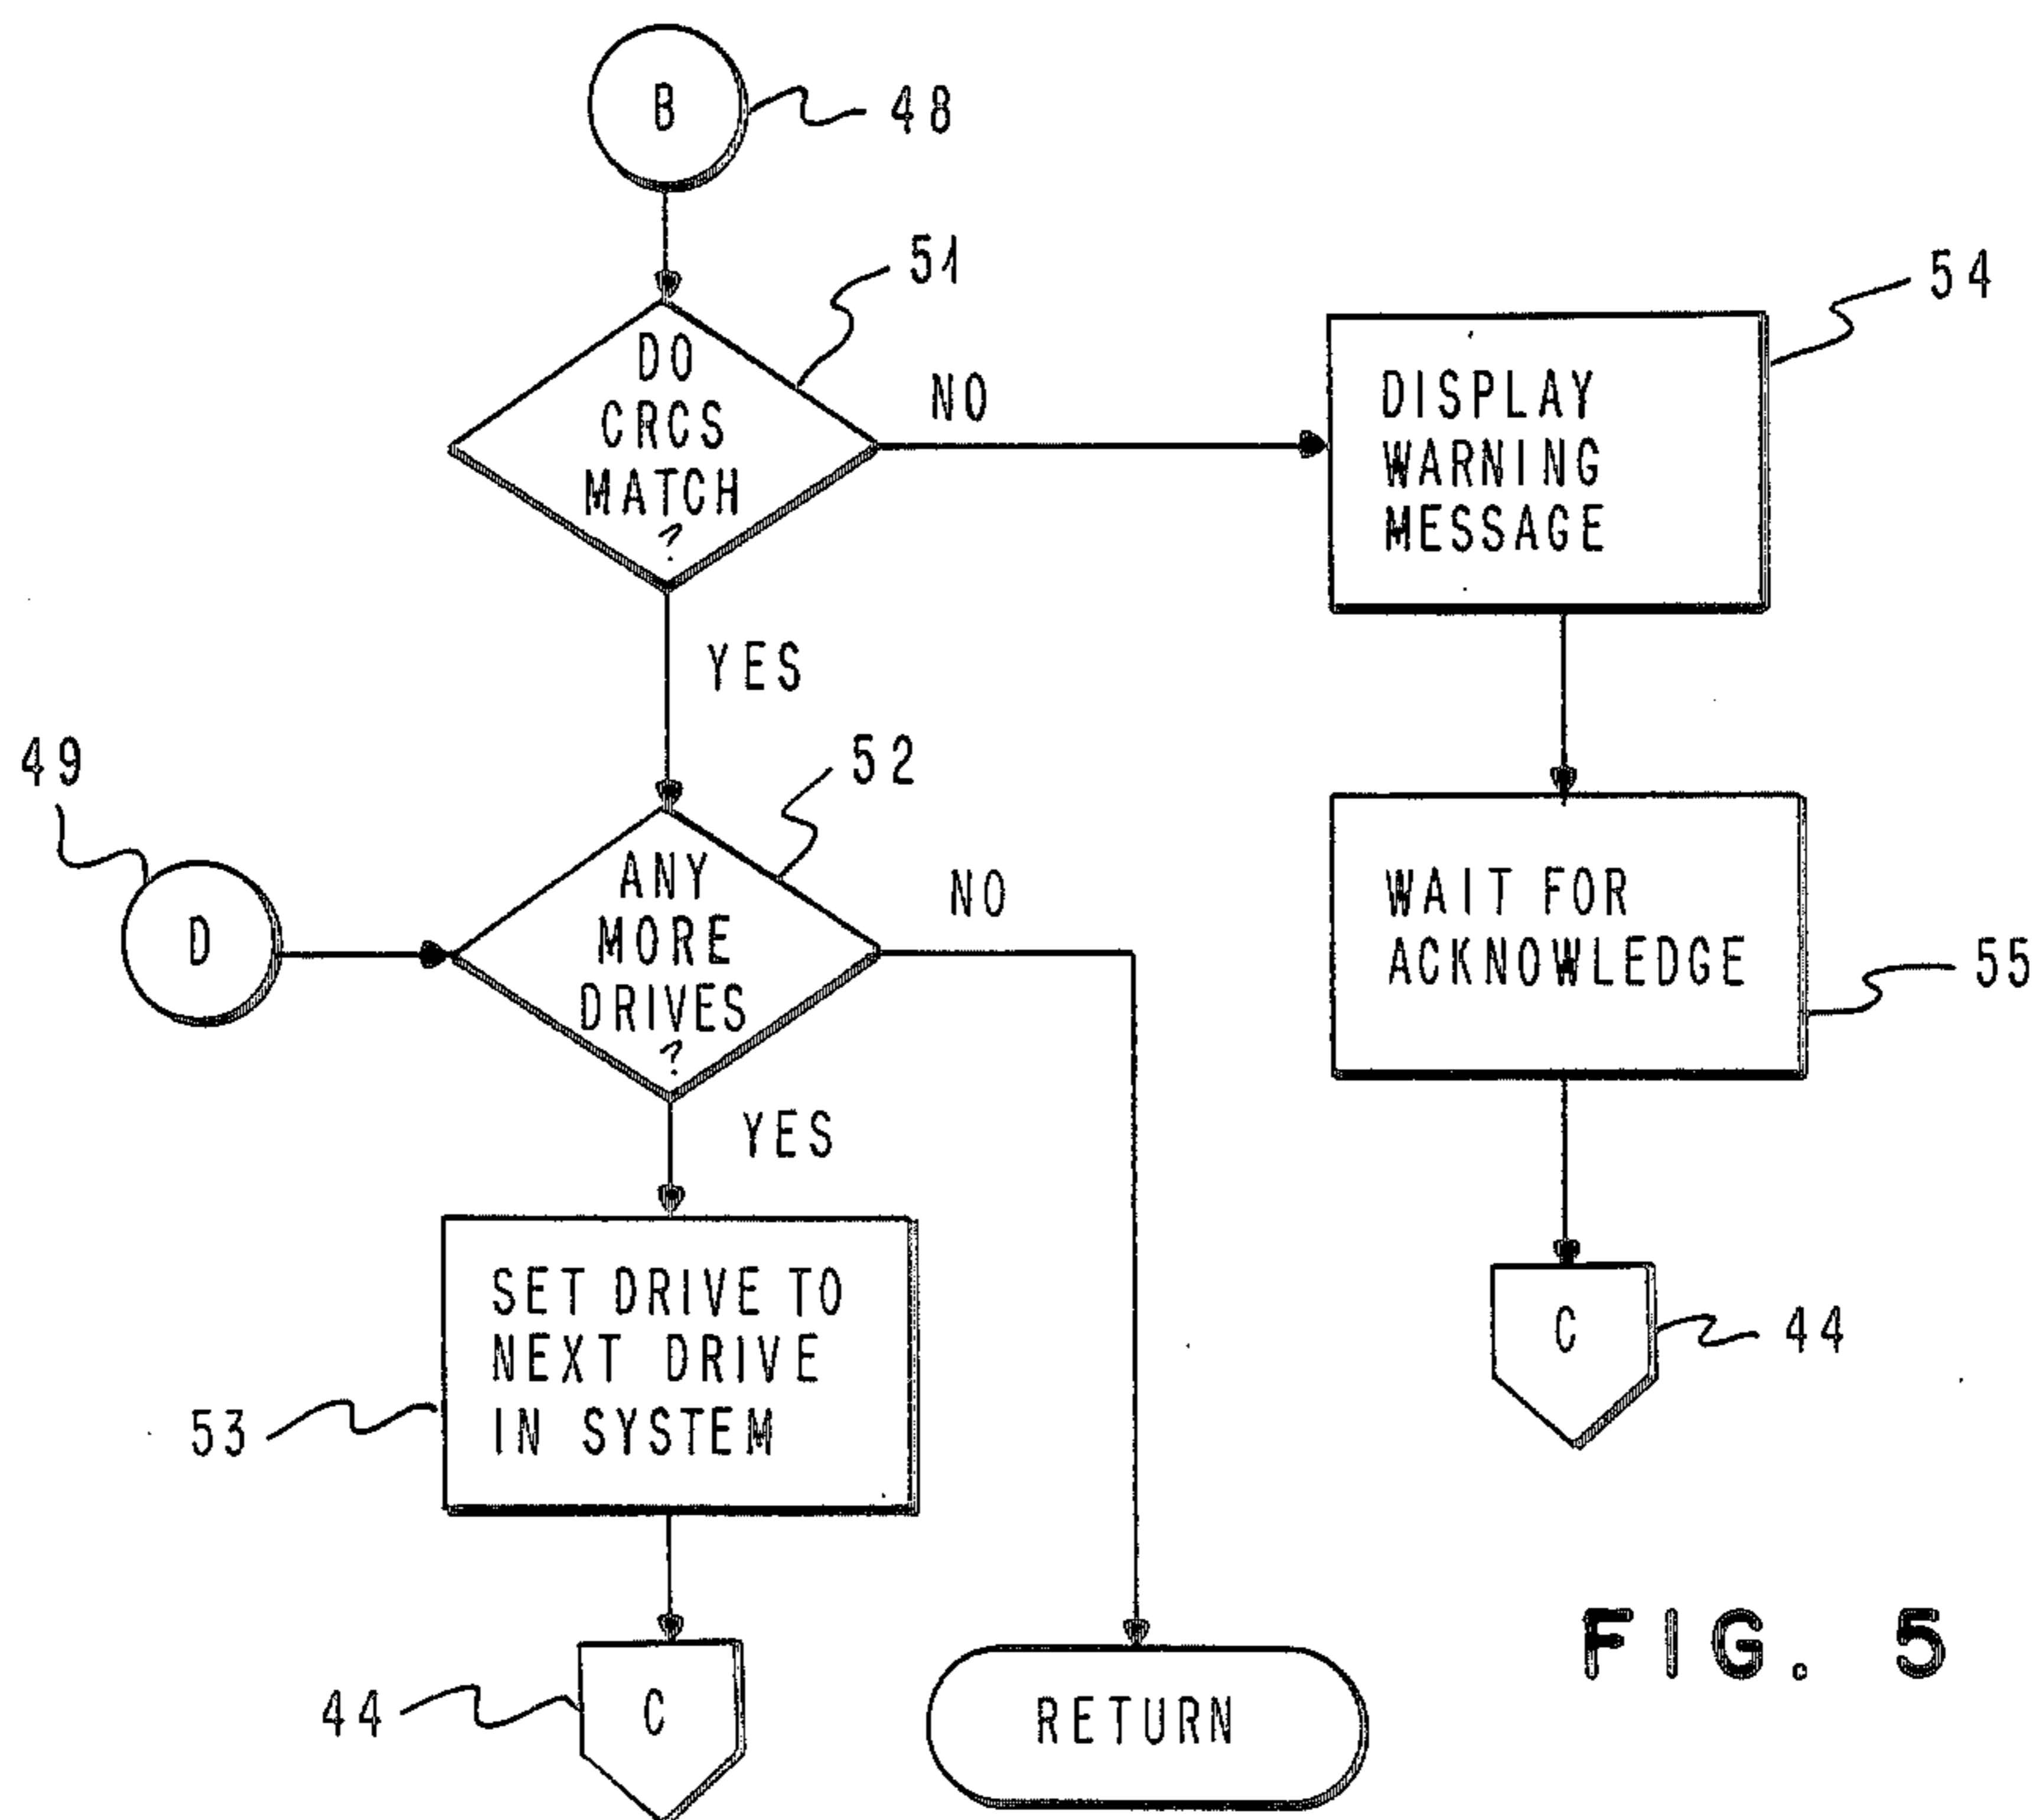 B
48
DO
CRCS
MATCH
?
51
NO
YES
DISPLAY
WARNING
MESSAGE
54
49
D
ANY
MORE
DRIVES
?
52
NO
YES
WAIT FOR
ACKNOWLEDGE
55
SET DRIVE TO
NEXT DRIVE
IN SYSTEM
53
C
44
C
44
RETURN
FIG. 5